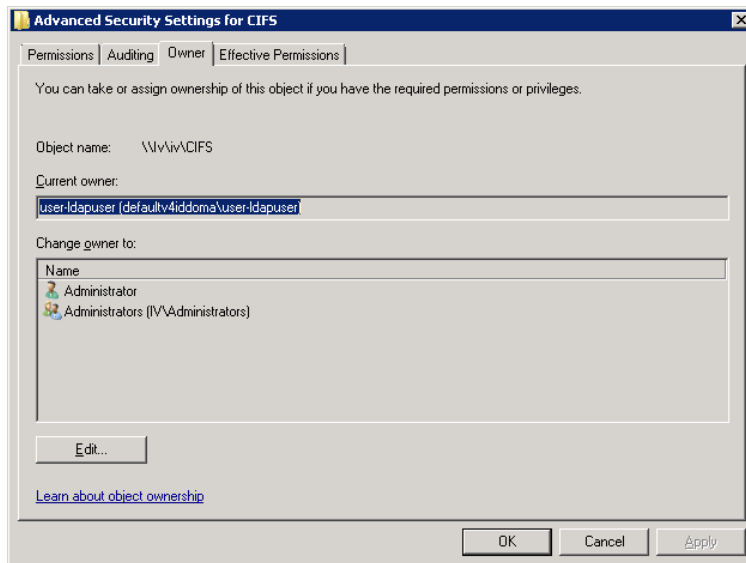 Advanced Security Settings for CIFS
Permissions Auditing Owner Effective Permissions
You can take or assign ownership of this object if you have the required permissions or privileges.
Object name: \\Iv\iv\CIFS
Current owner:
user-ldapuser (defaultv4iddoma\user-ldapuser)
Change owner to:
Name
Administrator
Administrators (IV\Administrators)
Edit...
Learn about object ownership
OK Cancel Apply